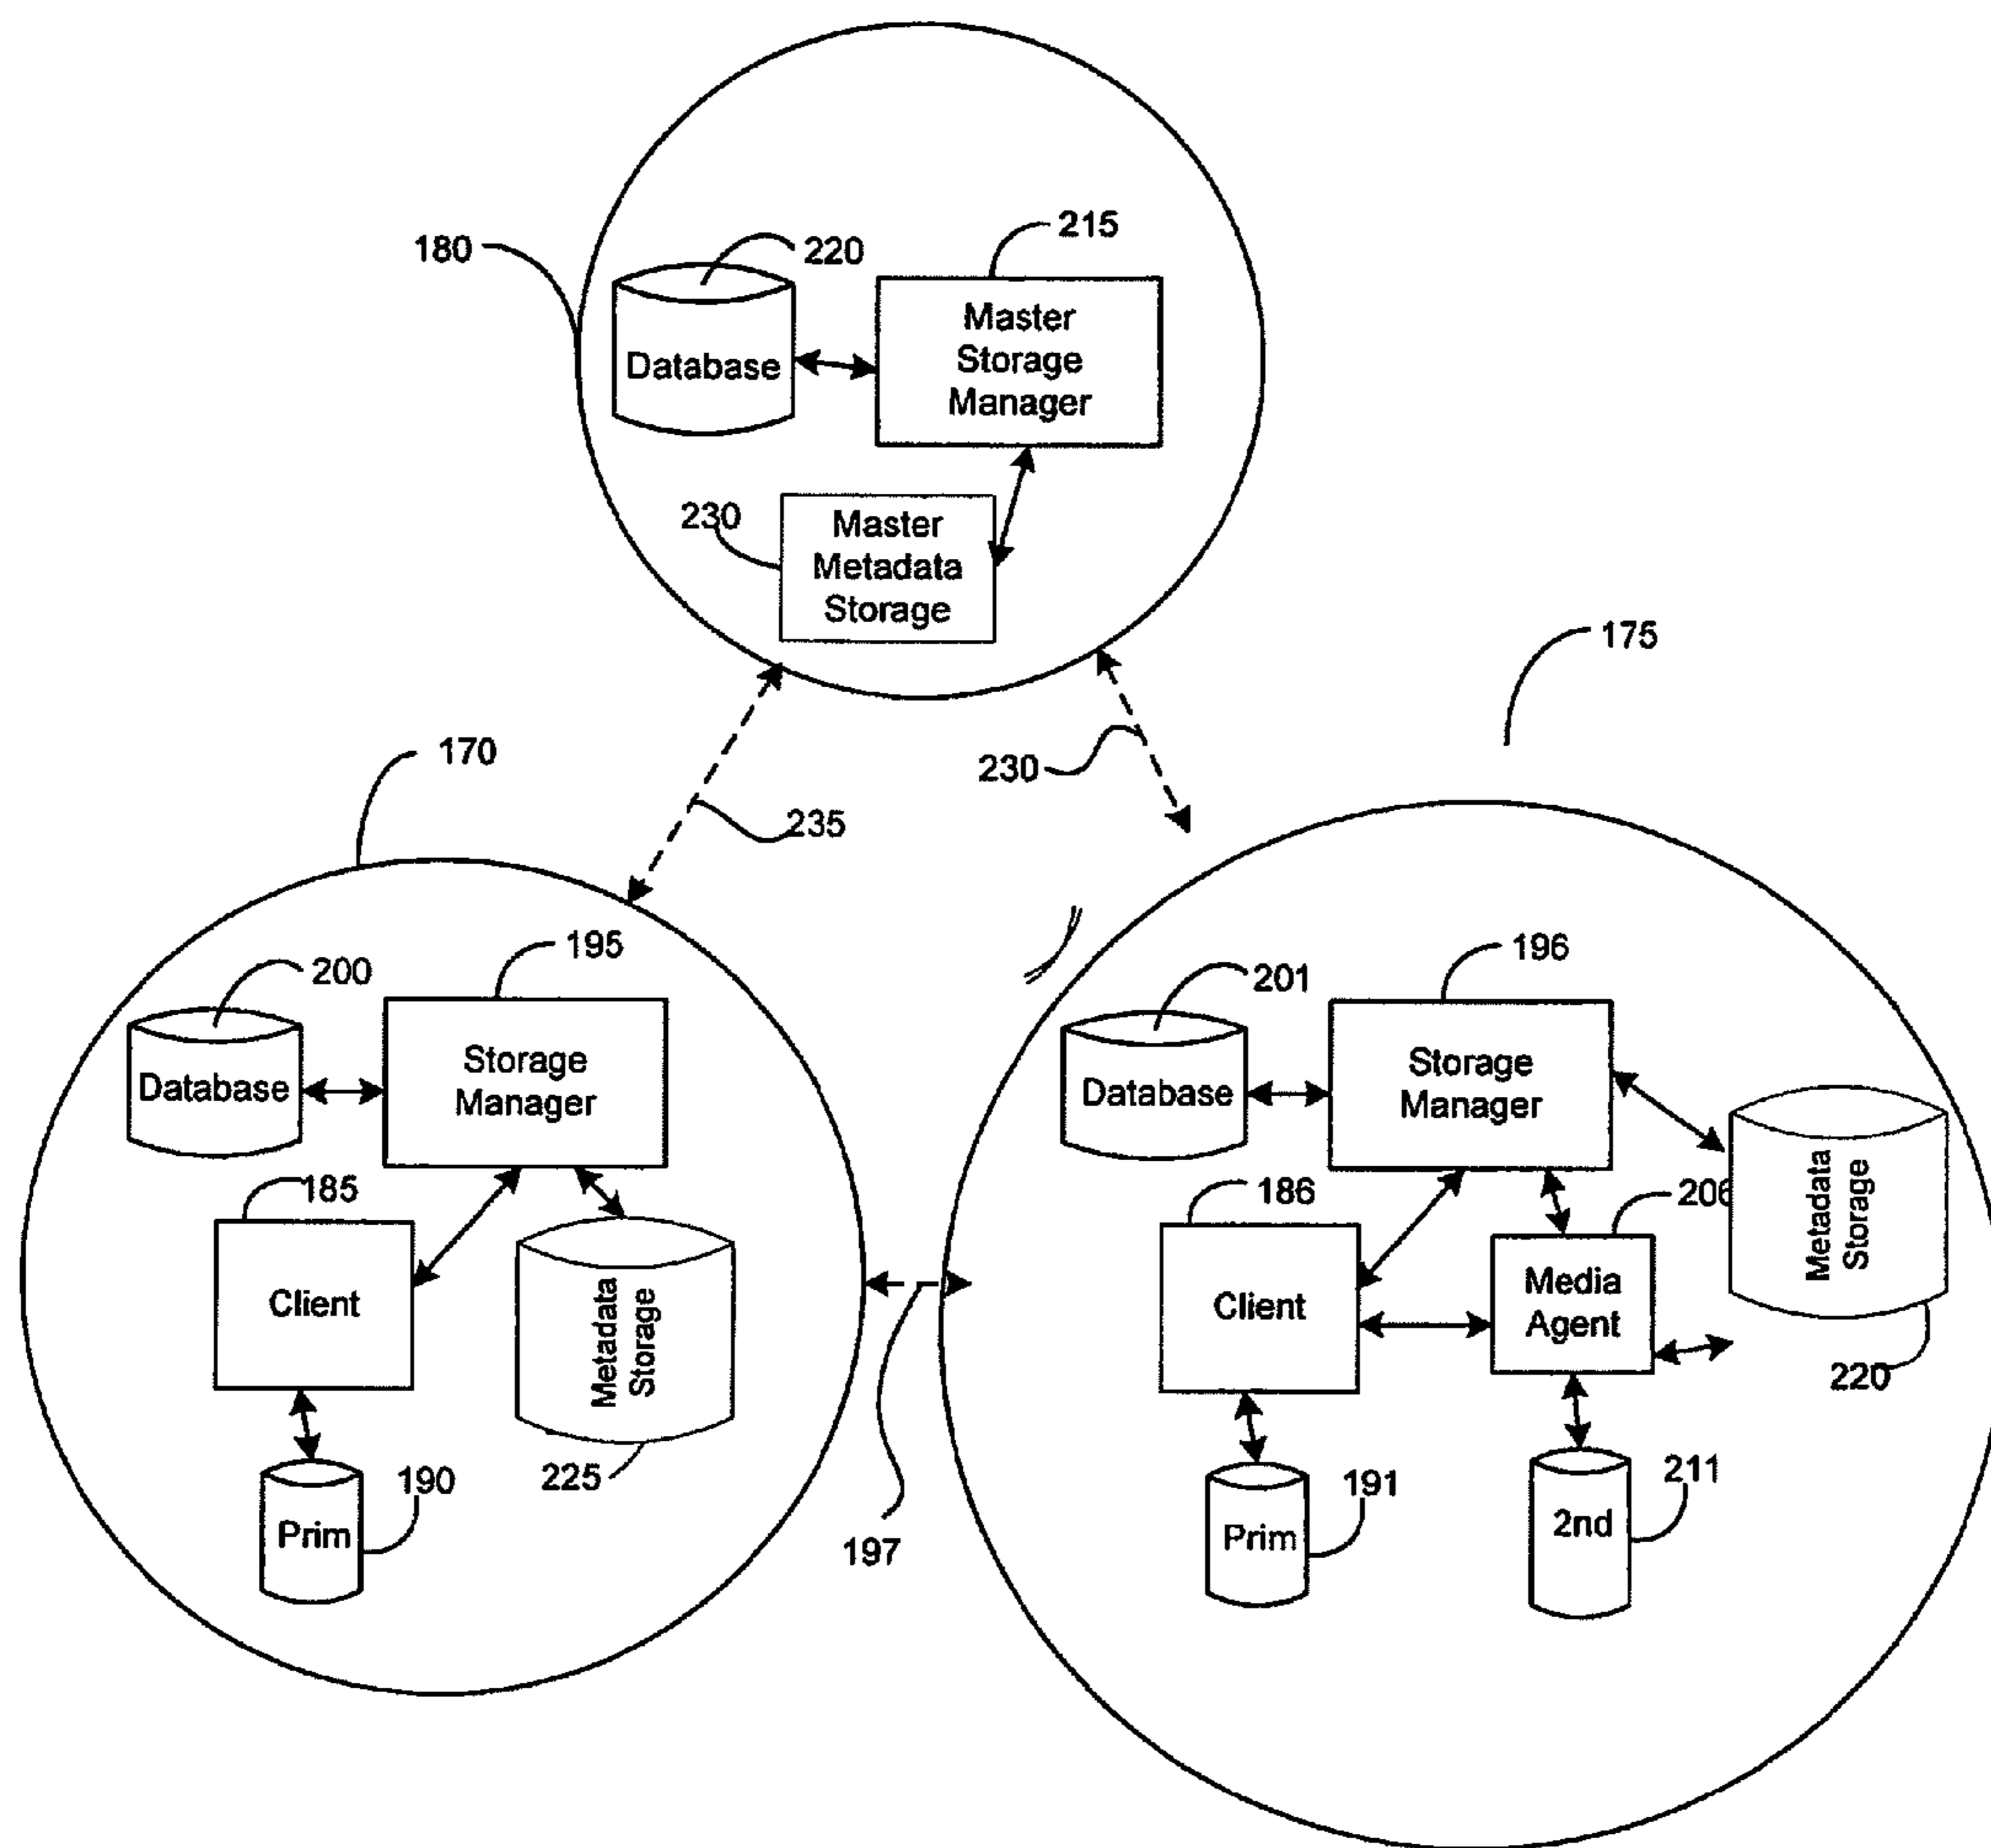 215
180
220
Master
Storage
Manager
Database
230
Master
Metadata
Storage
175
170
230
235
195
196
200
201
Storage
Manager
Storage
Manager
Database
Database
185
186
206
Metadata
Storage
Client
Metadata
Storage
Client
Media
Agent
220
225
190
191
211
Prim
Prim
2nd
197